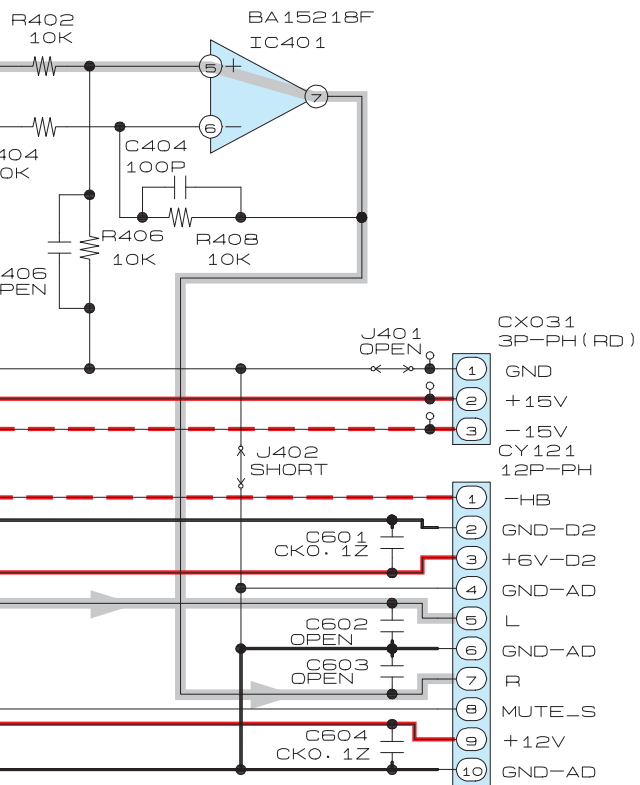 R402
10K
BA15218F
IC401
5
+
7
6
−
404
0K
C404
100P
R406
10K
R408
10K
406
PEN
J401
OPEN
CX031
3P-PH(RD)
1 GND
2 +15V
3 -15V
J402
SHORT
CY121
12P-PH
1 -HB
2 GND-D2
C601
CK0.1Z
3 +6V-D2
4 GND-AD
5 L
C602
OPEN
6 GND-AD
C603
OPEN
7 R
8 MUTE_S
C604
CK0.1Z
9 +12V
10 GND-AD